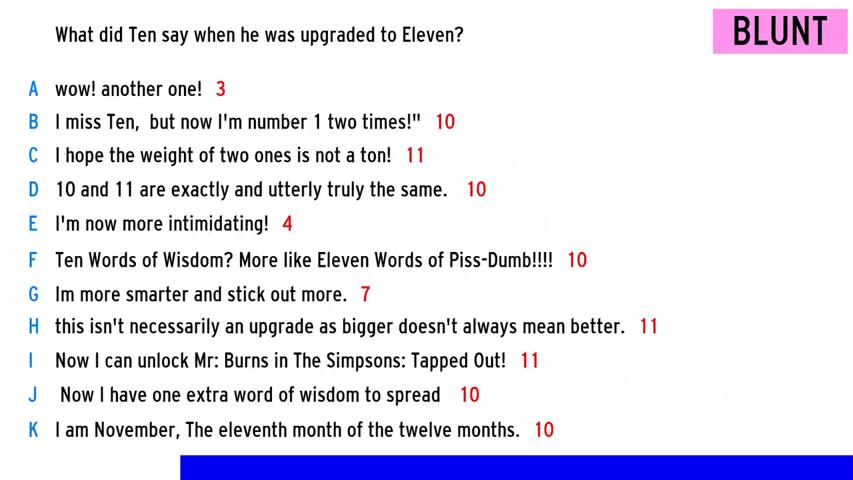 What did Ten say when he was upgraded to Eleven?
BLUNT
A wow! another one! 3
B I miss Ten, but now I'm number 1 two times!" 10
C I hope the weight of two ones is not a ton! 11
D 10 and 11 are exactly and utterly truly the same. 10
E I'm now more intimidating! 4
F Ten Words of Wisdom? More like Eleven Words of Piss-Dumb!!!! 10
G Im more smarter and stick out more. 7
H this isn't necessarily an upgrade as bigger doesn't always mean better. 11
I Now I can unlock Mr: Burns in The Simpsons: Tapped Out! 11
J Now I have one extra word of wisdom to spread 10
K I am November, The eleventh month of the twelve months. 10